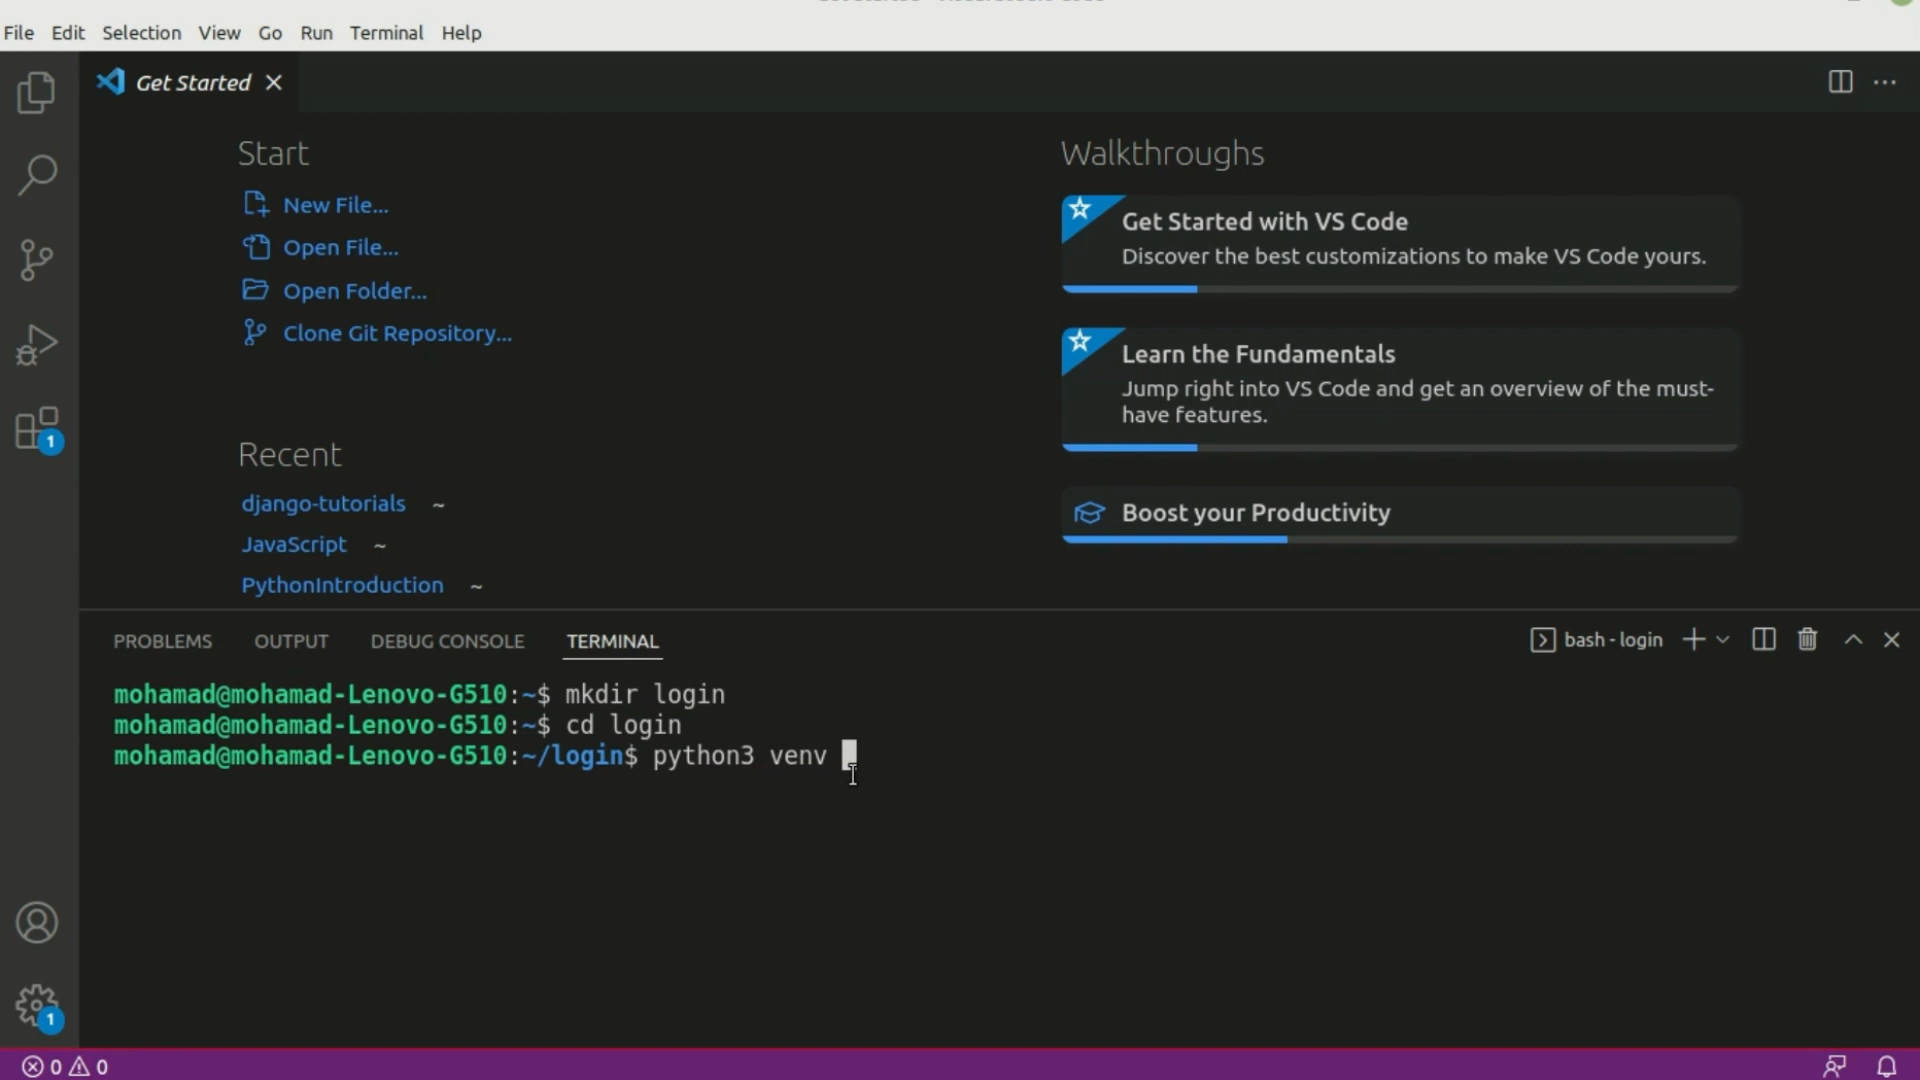 File Edit Selection View Go Run Terminal Help
Get Started
Start
New File...
Open File...
Open Folder...
Clone Git Repository...
Recent
django-tutorials ~
JavaScript ~
PythonIntroduction ~
Walkthroughs
Get Started with VS Code
Discover the best customizations to make VS Code yours.
Learn the Fundamentals
Jump right into VS Code and get an overview of the must-
have features.
Boost your Productivity
1
PROBLEMS OUTPUT DEBUG CONSOLE TERMINAL
bash - login
mohamad@mohamad-Lenovo-G510:~$ mkdir login
mohamad@mohamad-Lenovo-G510:~$ cd login
mohamad@mohamad-Lenovo-G510:~/login$ python3 venv
1
0 0